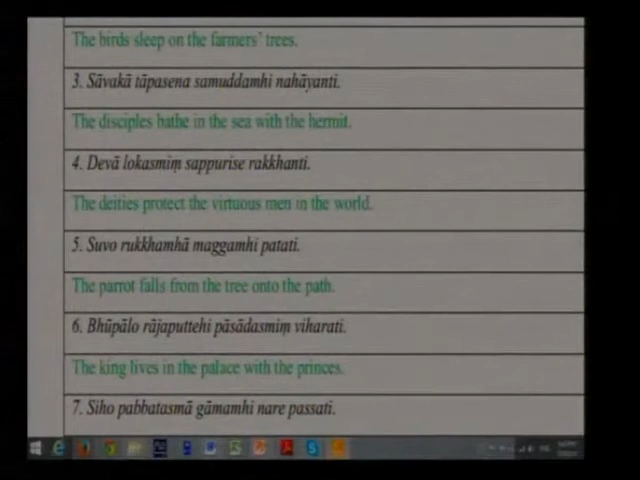 The birds sleep on the farmers' trees.
3. Sāvakā tāpasena samuddamhi nahāyanti.
The disciples bathe in the sea with the hermit.
4. Devā lokasmiṃ sappurise rakkhanti.
The deities protect the virtuous men in the world.
5. Suvo rukkhamhā maggamhi patati.
The parrot falls from the tree onto the path.
6. Bhūpālo rājaputtehi pāsādasmiṃ viharati.
The king lives in the palace with the princes.
7. Siho pabbatasmā gāmamhi nare passati.